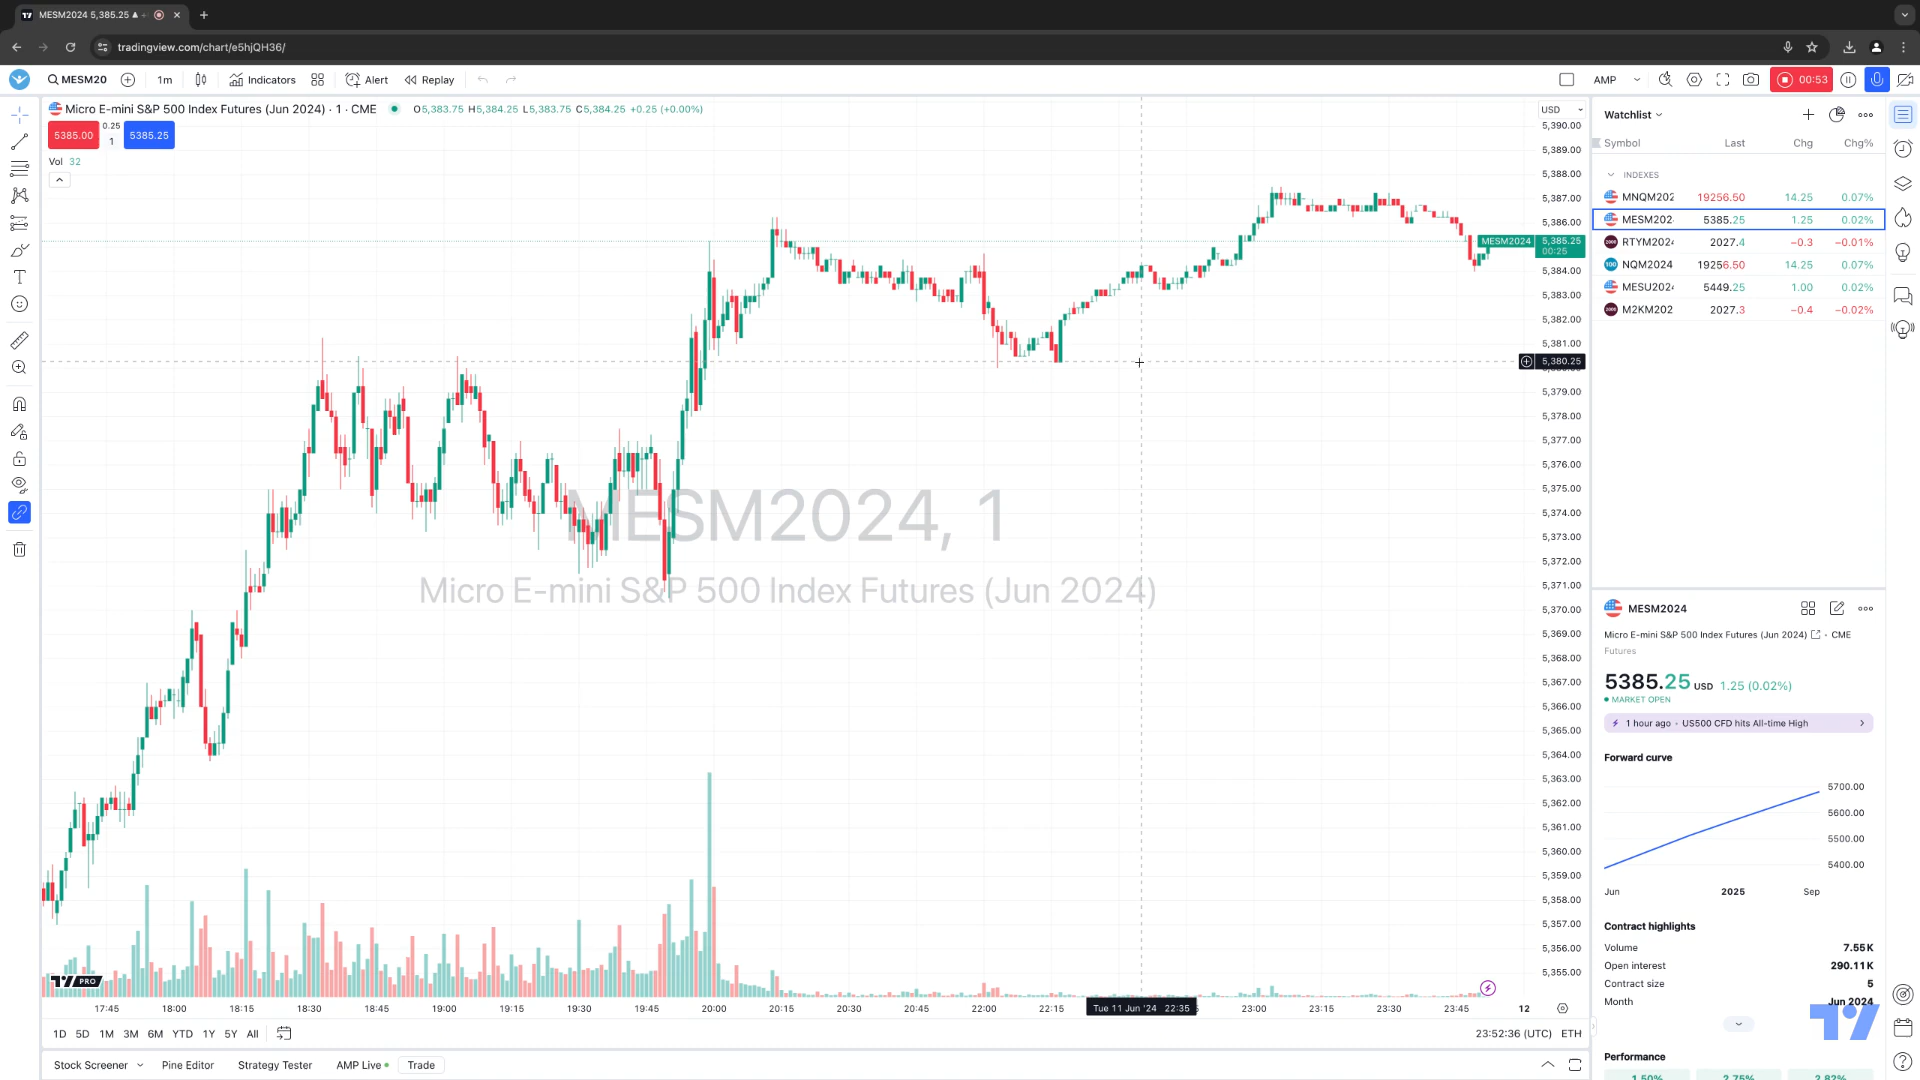 MESM2024 5,385.25 ▲ +
tradingview.com/chart/e5hjQH36/
MESM20
1m
Indicators
Alert
Replay
AMP
00:53
Micro E-mini S&P 500 Index Futures (Jun 2024) · 1 · CME
O5,383.75 H5,384.25 L5,383.75 C5,384.25 +0.25 (+0.00%)
USD
5385.00
0.25
1
5385.25
Vol 32
5,390.00
5,389.00
5,388.00
5,387.00
5,386.00
MESM2024 5,385.25
00:25
5,384.00
5,383.00
5,382.00
5,381.00
5,380.25
5,379.00
5,378.00
5,377.00
5,376.00
5,375.00
5,374.00
5,373.00
5,372.00
5,371.00
5,370.00
5,369.00
5,368.00
5,367.00
5,366.00
5,365.00
5,364.00
5,363.00
5,362.00
5,361.00
5,360.00
5,359.00
5,358.00
5,357.00
5,356.00
5,355.00
MESM2024, 1
Micro E-mini S&P 500 Index Futures (Jun 2024)
PRO
17:45 18:00 18:15 18:30 18:45 19:00 19:15 19:30 19:45 20:00 20:15 20:30 20:45 22:00 22:15 Tue 11 Jun '24 22:35 23:00 23:15 23:30 23:45 12
1D 5D 1M 3M 6M YTD 1Y 5Y All
23:52:36 (UTC) ETH
Stock Screener
Pine Editor
Strategy Tester
AMP Live
Trade
Watchlist
Symbol Last Chg Chg%
INDEXES
MNQM202 19256.50 14.25 0.07%
MESM202 5385.25 1.25 0.02%
RTYM2024 2027.4 −0.3 −0.01%
NQM2024 19256.50 14.25 0.07%
MESU2024 5449.25 1.00 0.02%
M2KM202 2027.3 −0.4 −0.02%
MESM2024
Micro E-mini S&P 500 Index Futures (Jun 2024) · CME
Futures
5385.25 USD 1.25 (0.02%)
MARKET OPEN
1 hour ago · US500 CFD hits All-time High
Forward curve
5700.00
5600.00
5500.00
5400.00
Jun 2025 Sep
Contract highlights
Volume 7.55K
Open interest 290.11K
Contract size 5
Month Jun 2024
Performance
1.50% 2.75% 2.82%